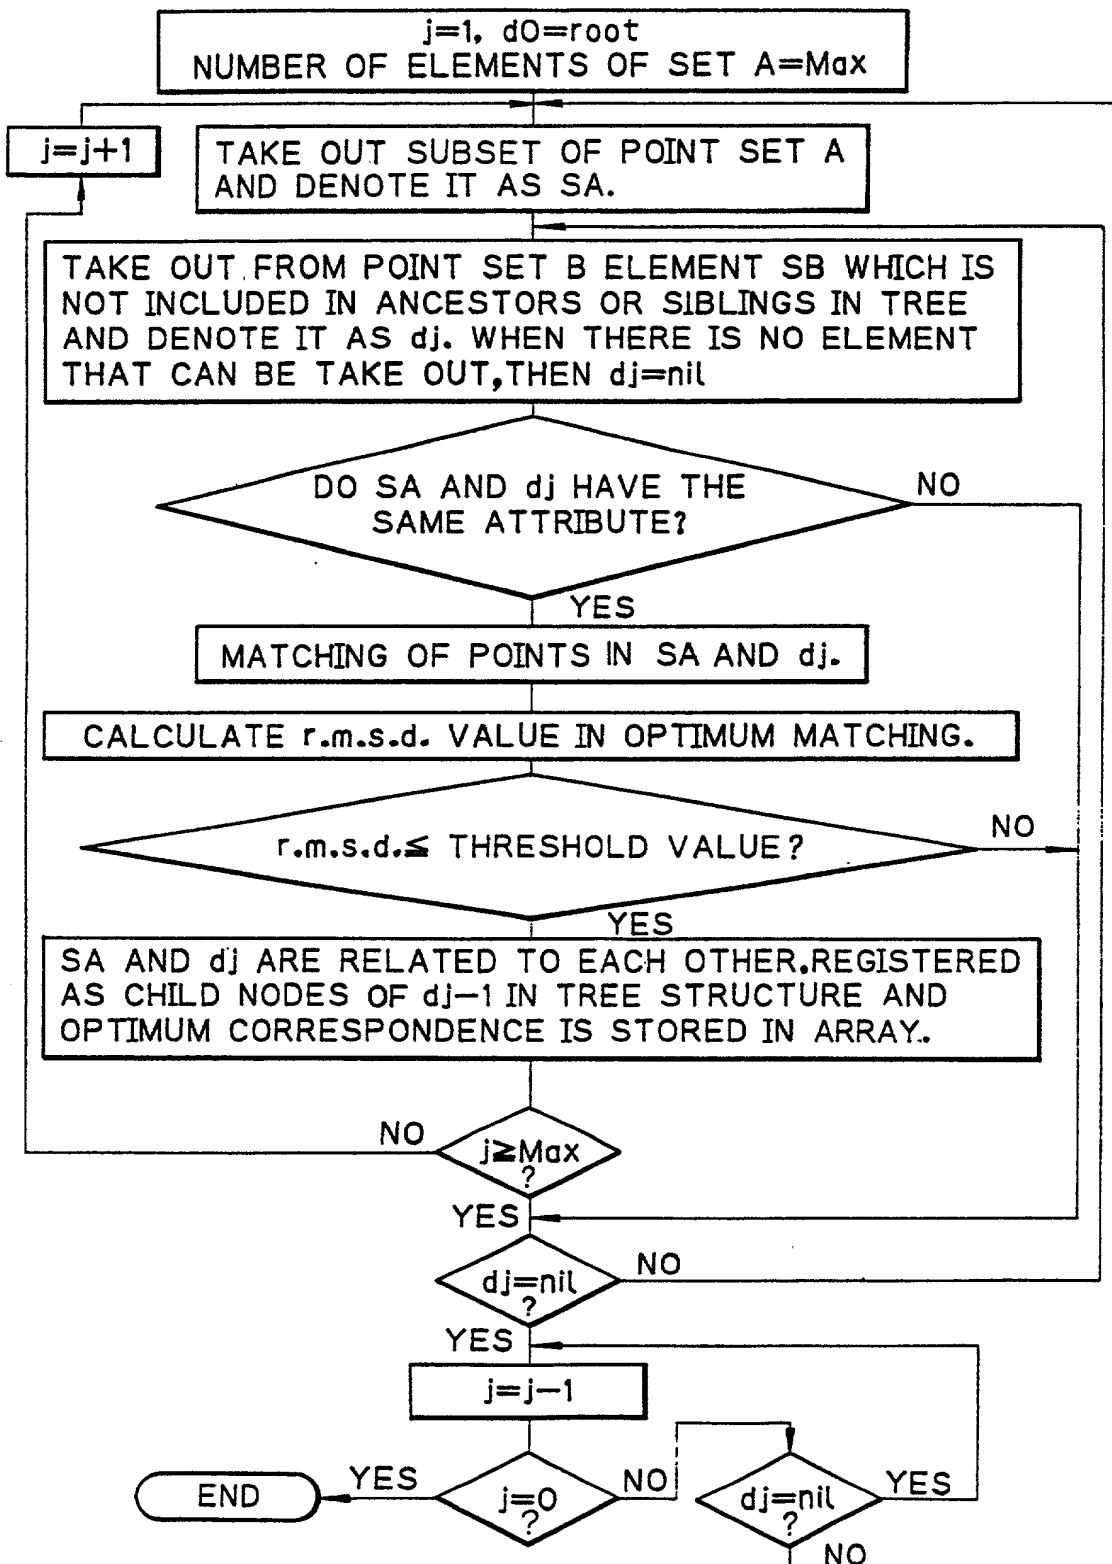 j=1, d0=root
NUMBER OF ELEMENTS OF SET A=Max
j=j+1
TAKE OUT SUBSET OF POINT SET A
AND DENOTE IT AS SA.
TAKE OUT FROM POINT SET B ELEMENT SB WHICH IS
NOT INCLUDED IN ANCESTORS OR SIBLINGS IN TREE
AND DENOTE IT AS dj. WHEN THERE IS NO ELEMENT
THAT CAN BE TAKE OUT,THEN dj=nil
DO SA AND dj HAVE THE
SAME ATTRIBUTE?
NO
YES
MATCHING OF POINTS IN SA AND dj.
CALCULATE r.m.s.d. VALUE IN OPTIMUM MATCHING.
r.m.s.d.≦ THRESHOLD VALUE?
NO
YES
SA AND dj ARE RELATED TO EACH OTHER.REGISTERED
AS CHILD NODES OF dj-1 IN TREE STRUCTURE AND
OPTIMUM CORRESPONDENCE IS STORED IN ARRAY.
NO
j≧Max
?
YES
dj=nil
?
NO
YES
j=j-1
END
YES
j=0
?
NO
dj=nil
?
YES
NO